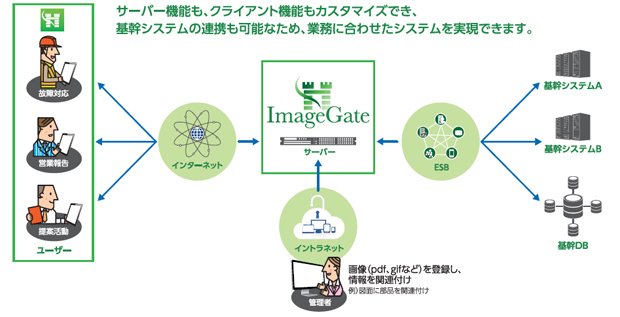 サーバー機能も、クライアント機能もカスタマイズでき、
基幹システムの連携も可能なため、業務に合わせたシステムを実現できます。
故障対応
営業報告
提案活動
ユーザー
インターネット
ImageGate
サーバー
イントラネット
画像（pdf、gifなど）を登録し、
情報を関連付け
例）図面に部品を関連付け
管理者
ESB
基幹システムA
基幹システムB
基幹DB